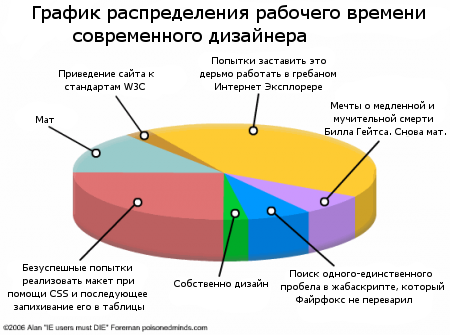 График распределения рабочего времени
современного дизайнера
Попытки заставить это
дерьмо работать в гребаном
Интернет Эксплорере
Приведение сайта к
стандартам W3C
Мечты о медленной и
мучительной смерти
Билла Гейтса. Снова мат.
Мат
Безуспешные попытки
реализовать макет при
помощи CSS и последующее
запихивание его в таблицы
Собственно дизайн
Поиск одного-единственного
пробела в жабаскрипте, который
Файрфокс не переварил
©2006 Alan "IE users must DIE" Foreman poisonedminds.com